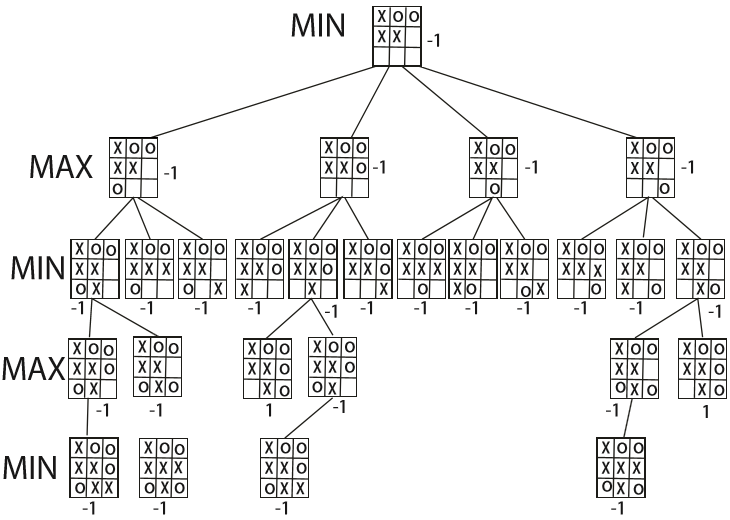 MIN
X O O
X X
-1
MAX
X O O X O O X O O X O O
X X X X O X X X X
O O O
-1 -1 -1 -1
MIN
X O O X O O X O O X O O X O O X O O X O O X O O X O O X O O X O O X O O
X X X X X X X X X O X X O X X O X X X X X X X X X X X X X X X
O X O O X X X X O X O O X O X O X O
-1 -1 -1 -1 -1 -1 -1 -1 -1 -1 -1 -1
MAX
X O O X O O X O O X O O X O O X O O
X X O X X X X O X X O X X X X O
O X O X O X O O X O X O X O
-1 -1 1 -1 -1 1
MIN
X O O X O O X O O X O O
X X O X X X X X O X X X
O X X O X O O X X O X O
-1 -1 -1 -1